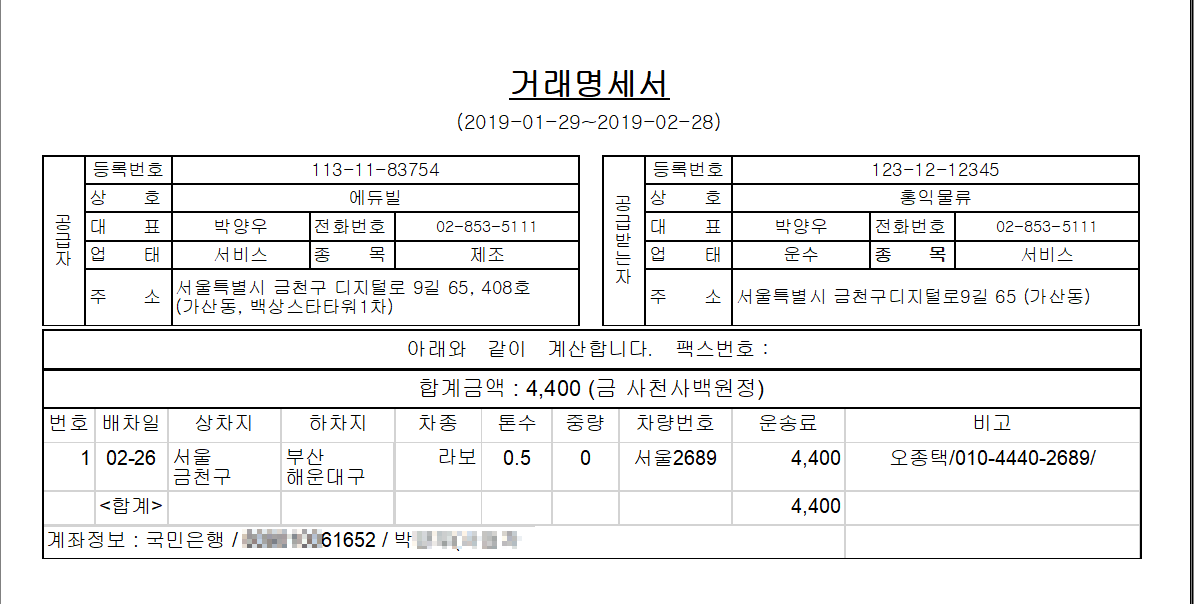 거래명세서
(2019-01-29~2019-02-28)
공급자
등록번호 113-11-83754
상 호 에듀빌
대 표 박양우 전화번호 02-853-5111
업 태 서비스 종 목 제조
주 소 서울특별시 금천구 디지털로 9길 65, 408호
(가산동, 백상스타타워1차)
공급받는자
등록번호 123-12-12345
상 호 홍익물류
대 표 박양우 전화번호 02-853-5111
업 태 운수 종 목 서비스
주 소 서울특별시 금천구디지털로9길 65 (가산동)
아래와 같이 계산합니다. 팩스번호 :
합계금액 : 4,400 (금 사천사백원정)
번호 배차일 상차지 하차지 차종 톤수 중량 차량번호 운송료 비고
1 02-26 서울 부산 라보 0.5 0 서울2689 4,400 오종택/010-4440-2689/
금천구 해운대구
<합계> 4,400
계좌정보 : 국민은행 / 61652 / 박